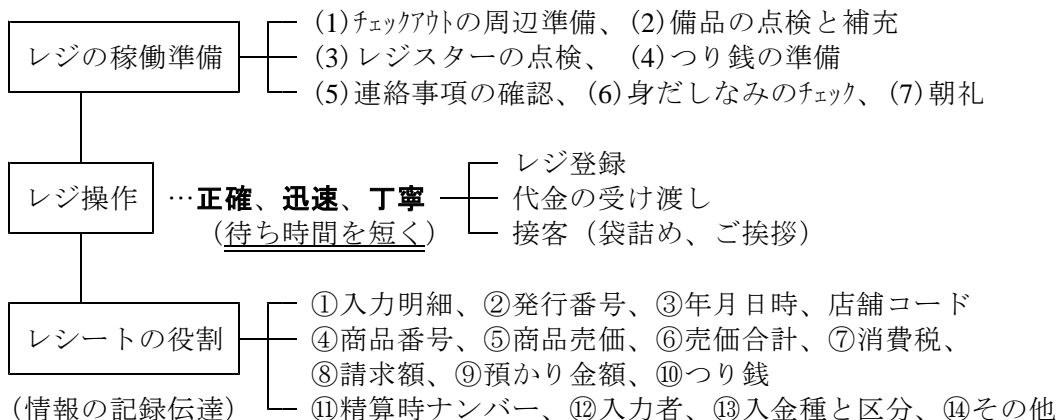 (1)ﾁｪｯｸｱｳﾄの周辺準備、(2)備品の点検と補充
レジの稼働準備
(3)レジスターの点検、 (4)つり銭の準備
(5)連絡事項の確認、(6)身だしなみのﾁｪｯｸ、(7)朝礼
レジ登録
レジ操作 …正確、迅速、丁寧 代金の受け渡し
(待ち時間を短く) 接客（袋詰め、ご挨拶）
①入力明細、②発行番号、③年月日時、店舗コード
レシートの役割 ④商品番号、⑤商品売価、⑥売価合計、⑦消費税、
⑧請求額、⑨預かり金額、⑩つり銭
(情報の記録伝達) ⑪精算時ナンバー、⑫入力者、⑬入金種と区分、⑭その他